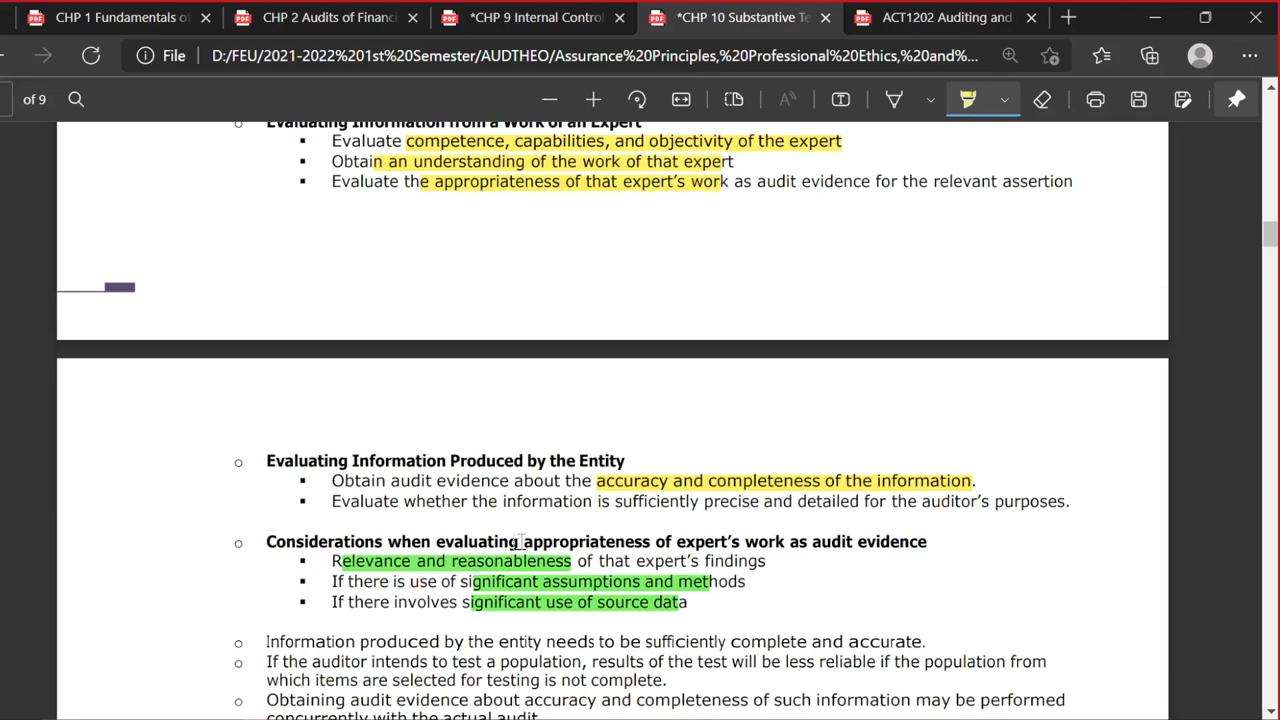 CHP 1 Fundamentals of
CHP 2 Audits of Financi
*CHP 9 Internal Control
*CHP 10 Substantive Te
ACT1202 Auditing and
File
D:/FEU/2021-2022%201st%20Semester/AUDTHEO/Assurance%20Principles,%20Professional%20Ethics,%20and%...
of 9
Evaluating Information from a Work of an Expert
Evaluate competence, capabilities, and objectivity of the expert
Obtain an understanding of the work of that expert
Evaluate the appropriateness of that expert's work as audit evidence for the relevant assertion
Evaluating Information Produced by the Entity
Obtain audit evidence about the accuracy and completeness of the information.
Evaluate whether the information is sufficiently precise and detailed for the auditor's purposes.
Considerations when evaluating appropriateness of expert's work as audit evidence
Relevance and reasonableness of that expert's findings
If there is use of significant assumptions and methods
If there involves significant use of source data
Information produced by the entity needs to be sufficiently complete and accurate.
If the auditor intends to test a population, results of the test will be less reliable if the population from
which items are selected for testing is not complete.
Obtaining audit evidence about accuracy and completeness of such information may be performed
concurrently with the actual audit.